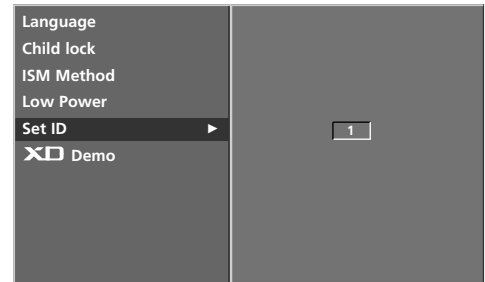 Language
Child lock
ISM Method
Low Power
Set ID ►
1
XD Demo